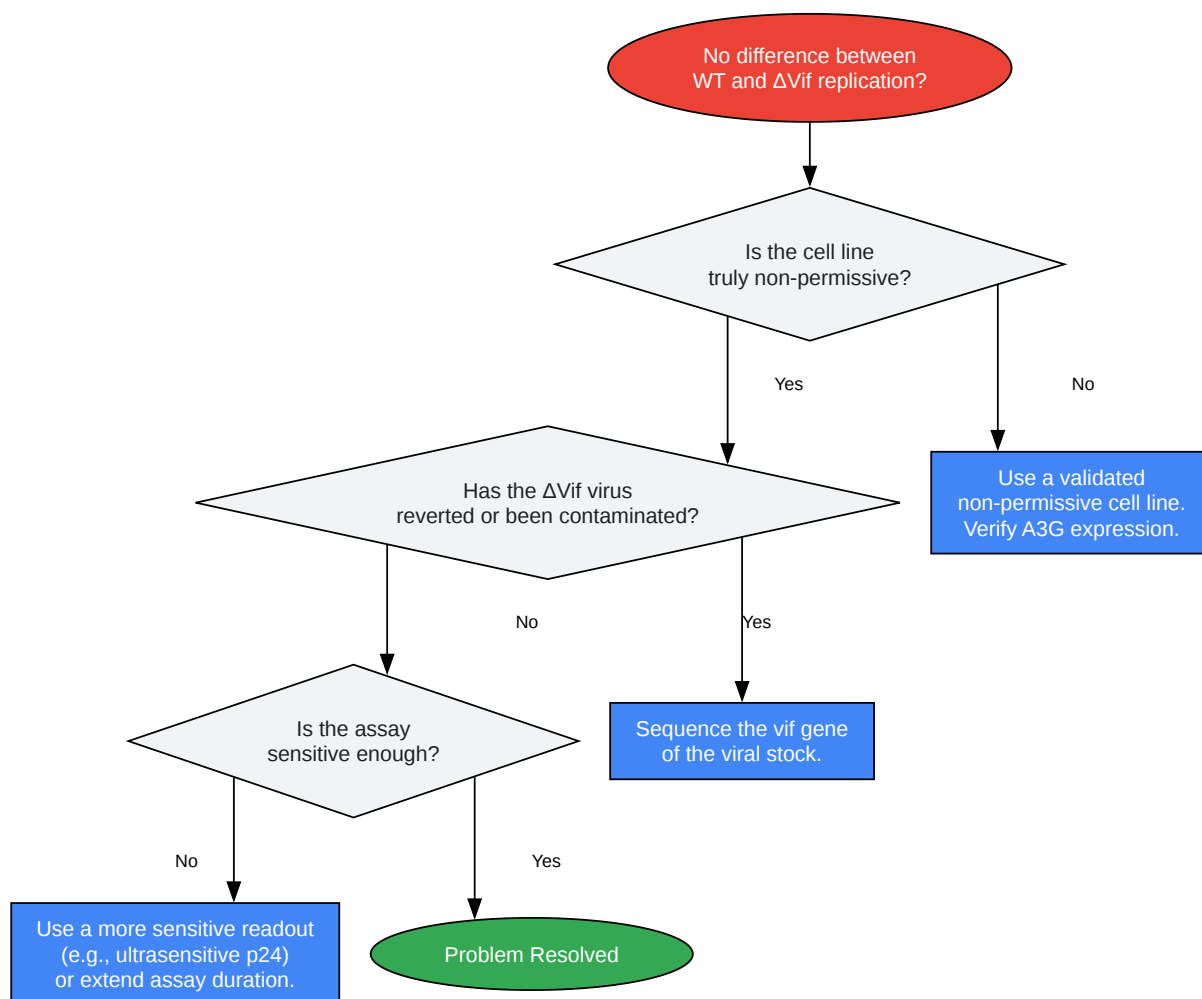 No difference between
WT and ΔVif replication?
Is the cell line
truly non-permissive?
Yes
No
Has the ΔVif virus
reverted or been contaminated?
Use a validated
non-permissive cell line.
Verify A3G expression.
No
Yes
Is the assay
sensitive enough?
Sequence the vif gene
of the viral stock.
No
Yes
Use a more sensitive readout
(e.g., ultrasensitive p24)
or extend assay duration.
Problem Resolved